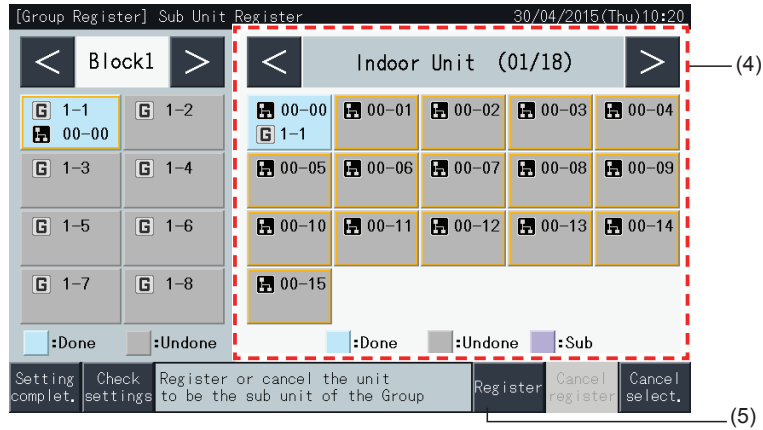 [Group Register] Sub Unit Register 30/04/2015(Thu)10:20
< Block1 > < Indoor Unit (01/18) > (4)
G 1-1 G 1-2 00-00 00-01 00-02 00-03 00-04
00-00 G 1-1
G 1-3 G 1-4 00-05 00-06 00-07 00-08 00-09
G 1-5 G 1-6 00-10 00-11 00-12 00-13 00-14
G 1-7 G 1-8 00-15
:Done :Undone :Done :Undone :Sub
Setting Check Register or cancel the unit Register Cancel Cancel
complet. settings to be the sub unit of the Group register select.
(5)